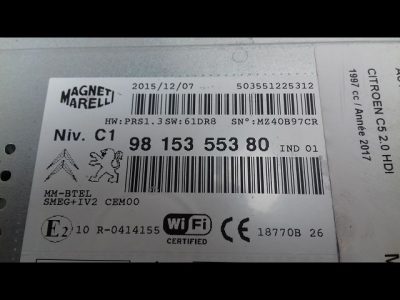 MAGNETI
MARELLI
2015/12/07 503551225312
HW:PRS1.3 SW:61DR8 SN°:MZ40B97CR
Niv. C1 98 153 553 80 IND 01
MM-BTEL
SMEG+IV2 CEM00
E2 10 R-0414155 WiFi CERTIFIED CE 18770B 26
CITROEN C5 2.0 HDI
1997 cc / Année 2017